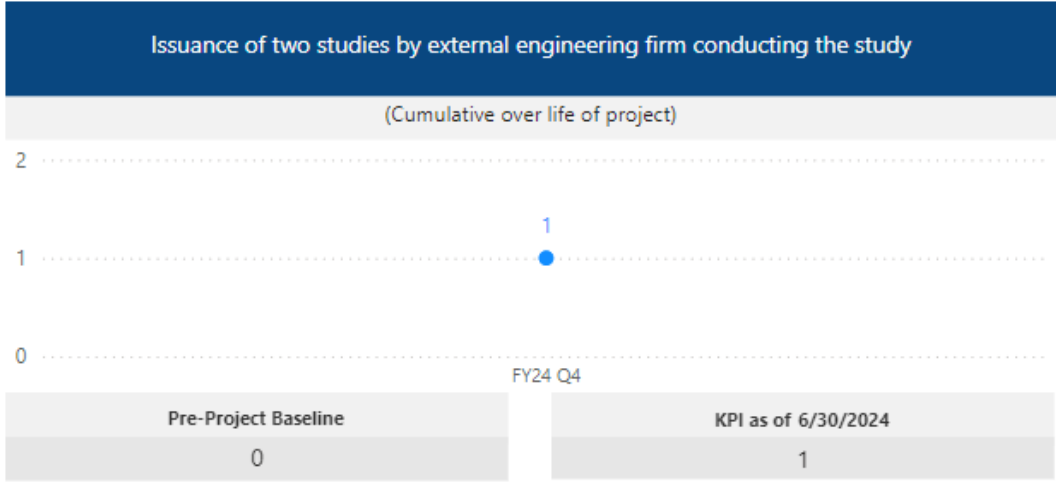 Issuance of two studies by external engineering firm conducting the study
(Cumulative over life of project)
2
1
1
0
FY24 Q4
Pre-Project Baseline
KPI as of 6/30/2024
0
1